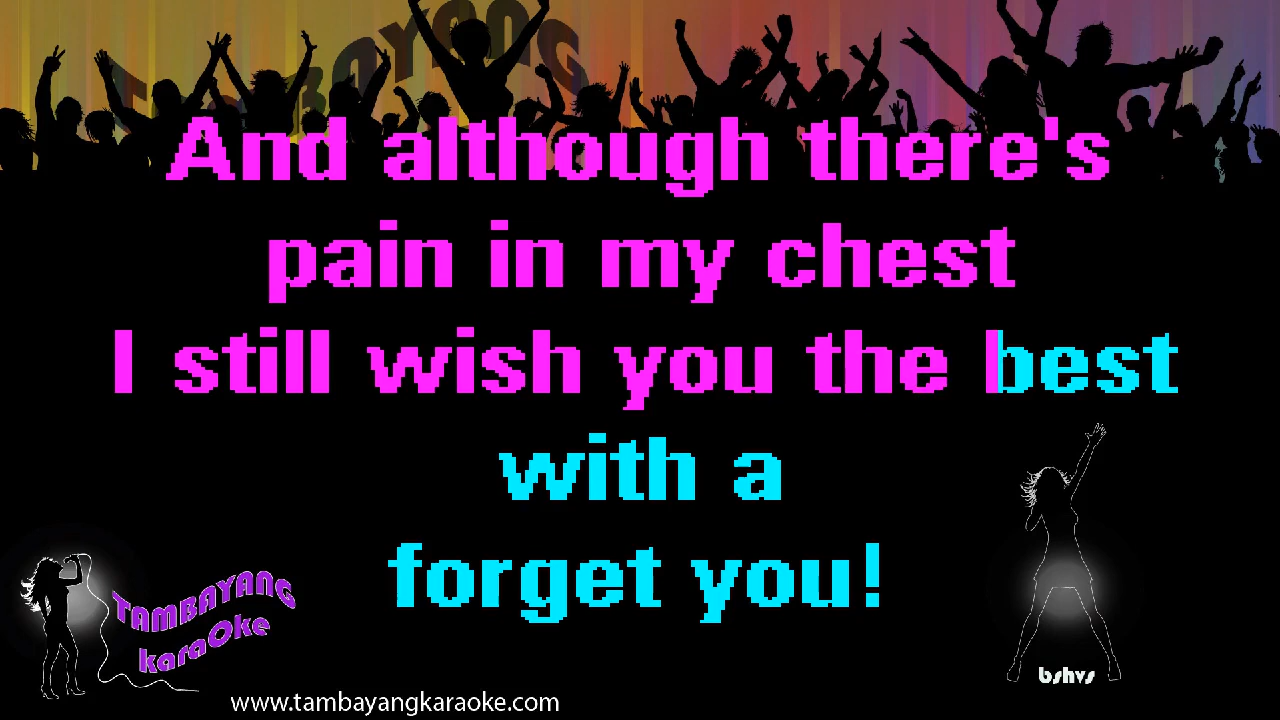 TAMBAYANG
And although there's
pain in my chest
I still wish you the best
with a
forget you!
TAMBAYANG
karaOke
bshvs
www.tambayangkaraoke.com